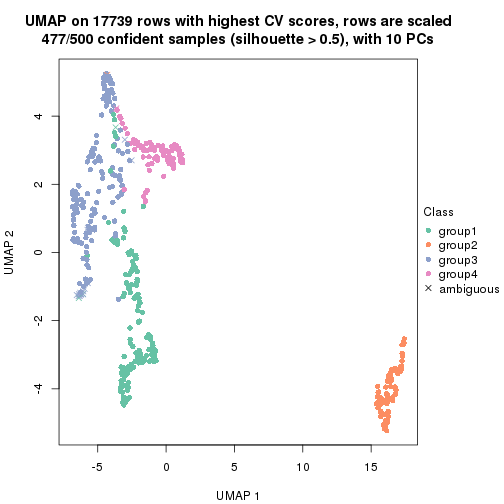 UMAP on 17739 rows with highest CV scores, rows are scaled
477/500 confident samples (silhouette > 0.5), with 10 PCs
4
2
0
-2
-4
UMAP 2
-5
0
5
10
15
UMAP 1
Class
group1
group2
group3
group4
ambiguous